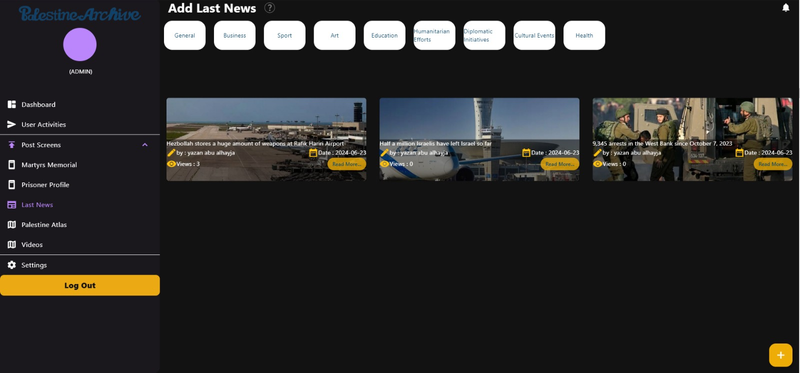 Palestine Archive
(ADMIN)
Dashboard
User Activities
Post Screens
Martyrs Memorial
Prisoner Profile
Last News
Palestine Atlas
Videos
Settings
Log Out
Add Last News ?
General
Business
Sport
Art
Education
Humanitarian
Efforts
Diplomatic
Initiatives
Cultural Events
Health
Hezbollah stores a huge amount of weapons at Rafik Hariri Airport
by : yazan abu alhayja
Date : 2024-06-23
Views : 3
Read More...
Half a million Israelis have left Israel so far
by : yazan abu alhayja
Date : 2024-06-23
Views : 0
Read More...
9,345 arrests in the West Bank since October 7, 2023
by : yazan abu alhayja
Date : 2024-06-23
Views : 0
Read More...
+